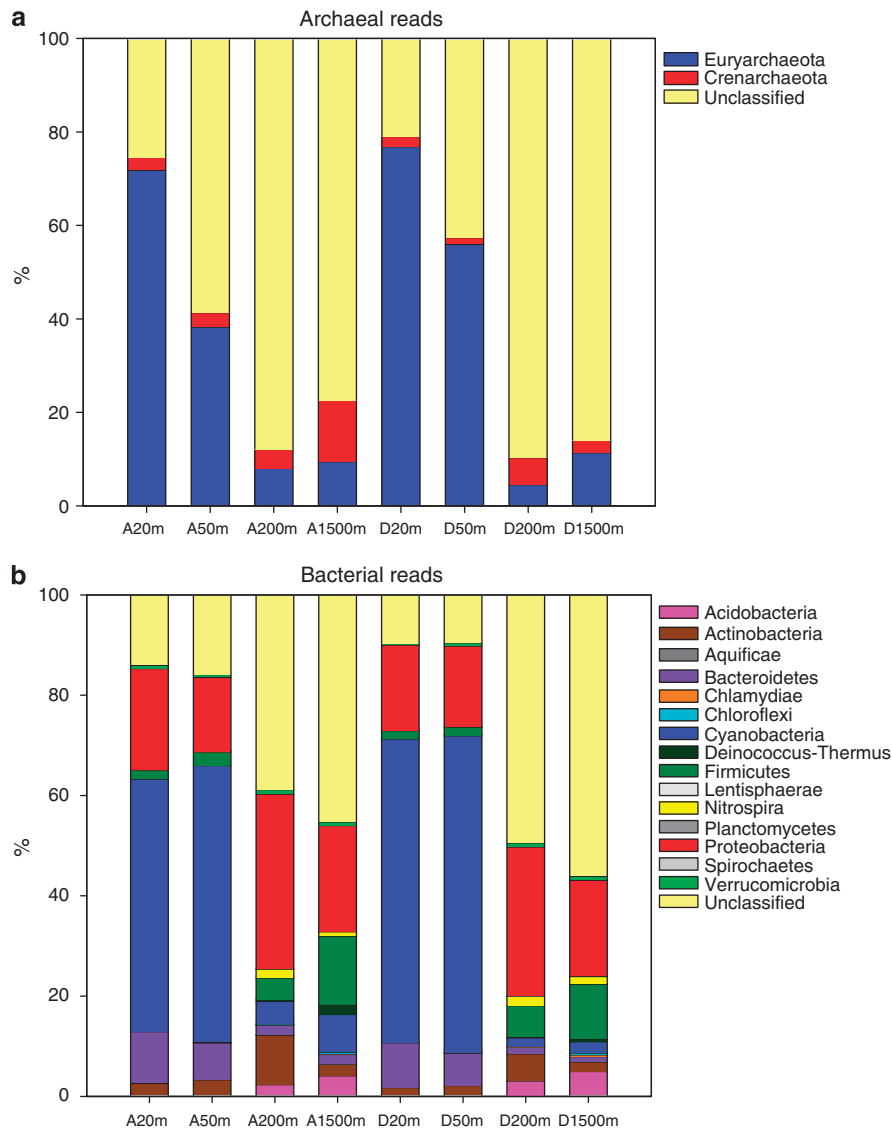 a
Archaeal reads
100
80
60
40
20
0
%
A20m A50m A200m A1500m D20m D50m D200m D1500m
Euryarchaeota
Crenarchaeota
Unclassified
b
Bacterial reads
100
80
60
40
20
0
%
A20m A50m A200m A1500m D20m D50m D200m D1500m
Acidobacteria
Actinobacteria
Aquificae
Bacteroidetes
Chlamydiae
Chloroflexi
Cyanobacteria
Deinococcus-Thermus
Firmicutes
Lentisphaerae
Nitrospira
Planctomycetes
Proteobacteria
Spirochaetes
Verrucomicrobia
Unclassified